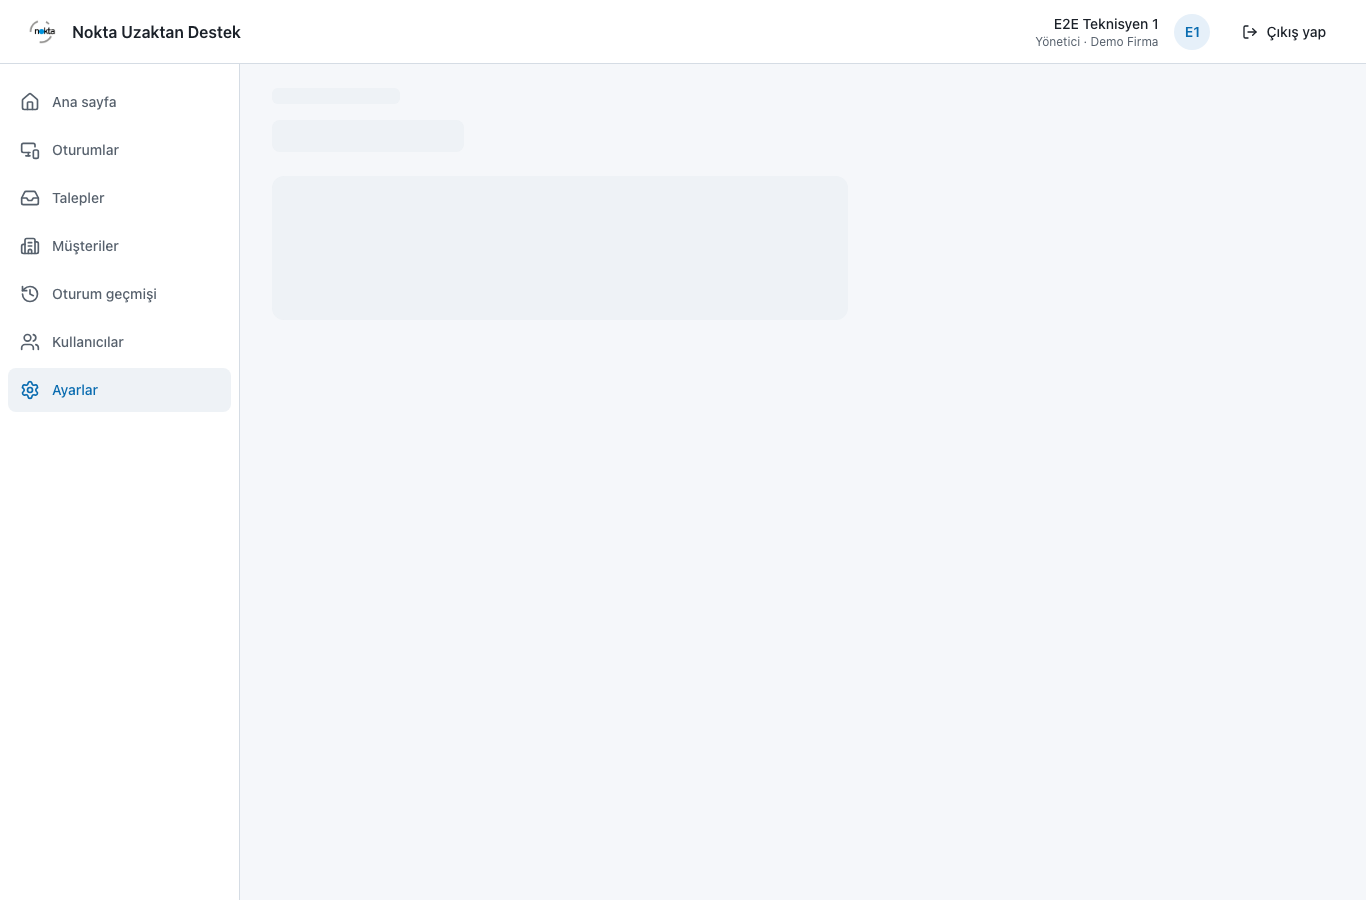 nokta
Nokta Uzaktan Destek
E2E Teknisyen 1
Yönetici · Demo Firma
E1
Çıkış yap
Ana sayfa
Oturumlar
Talepler
Müşteriler
Oturum geçmişi
Kullanıcılar
Ayarlar